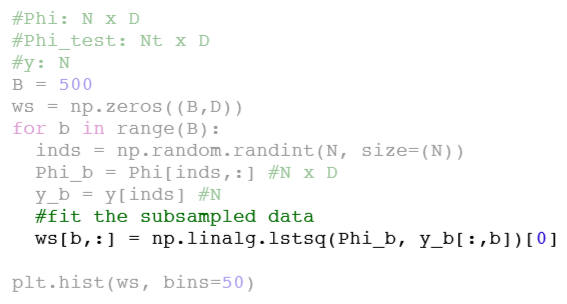 #Phi: N x D
#Phi_test: Nt x D
#y: N
B = 500
ws = np.zeros((B,D))
for b in range(B):
  inds = np.random.randint(N, size=(N))
  Phi_b = Phi[inds,:] #N x D
  y_b = y[inds] #N
  #fit the subsampled data
  ws[b,:] = np.linalg.lstsq(Phi_b, y_b[:,b])[0]
plt.hist(ws, bins=50)